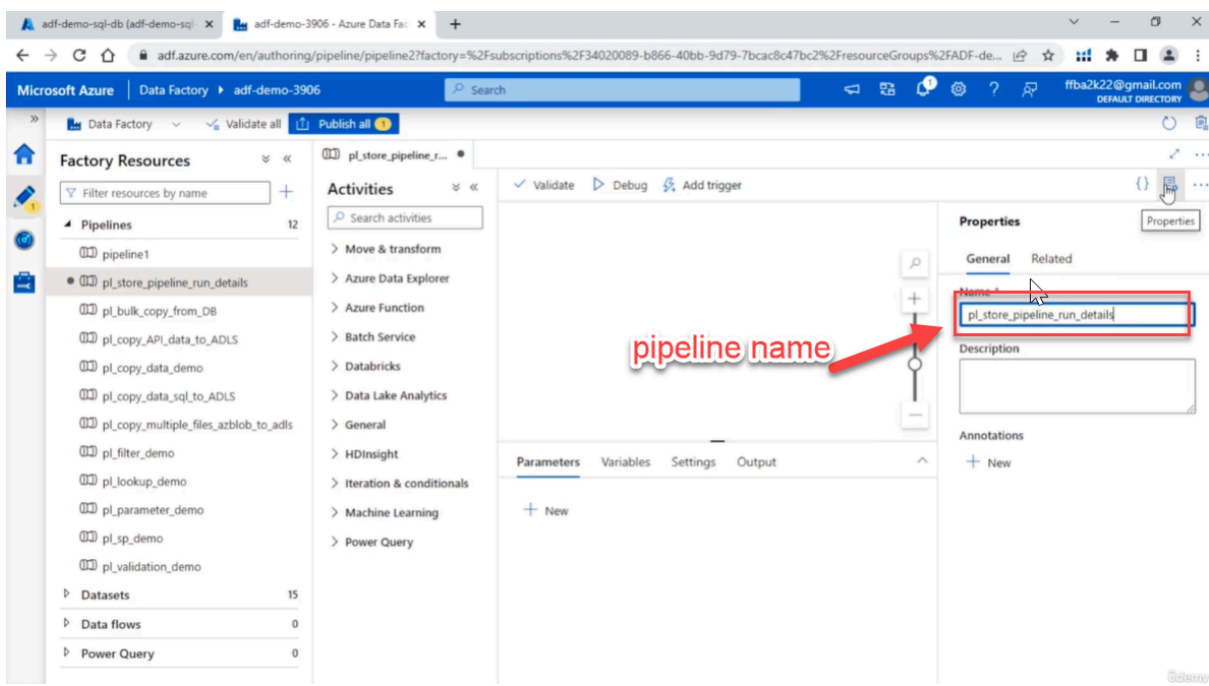 adf-demo-sql-db (adf-demo-sql-
adf-demo-3906 - Azure Data Fac
adf.azure.com/en/authoring/pipeline/pipeline2?factory=%2Fsubscriptions%2F34020089-b866-40bb-9d79-7bcac8c47bc2%2FresourceGroups%2FADF-de...
Microsoft Azure
Data Factory
adf-demo-3906
Search
1
ffba2k22@gmail.com
DEFAULT DIRECTORY
Data Factory
Validate all
Publish all 1
Factory Resources
Filter resources by name
1
Pipelines 12
pipeline1
pl_store_pipeline_run_details
pl_bulk_copy_from_DB
pl_copy_API_data_to_ADLS
pl_copy_data_demo
pl_copy_data_sql_to_ADLS
pl_copy_multiple_files_azblob_to_adls
pl_filter_demo
pl_lookup_demo
pl_parameter_demo
pl_sp_demo
pl_validation_demo
Datasets 15
Data flows 0
Power Query 0
pl_store_pipeline_r...
Activities
Search activities
Move & transform
Azure Data Explorer
Azure Function
Batch Service
Databricks
Data Lake Analytics
General
HDInsight
Iteration & conditionals
Machine Learning
Power Query
Validate
Debug
Add trigger
pipeline name
Parameters
Variables
Settings
Output
New
Properties
Properties
General
Related
Name *
pl_store_pipeline_run_details
Description
Annotations
New
ûdemy